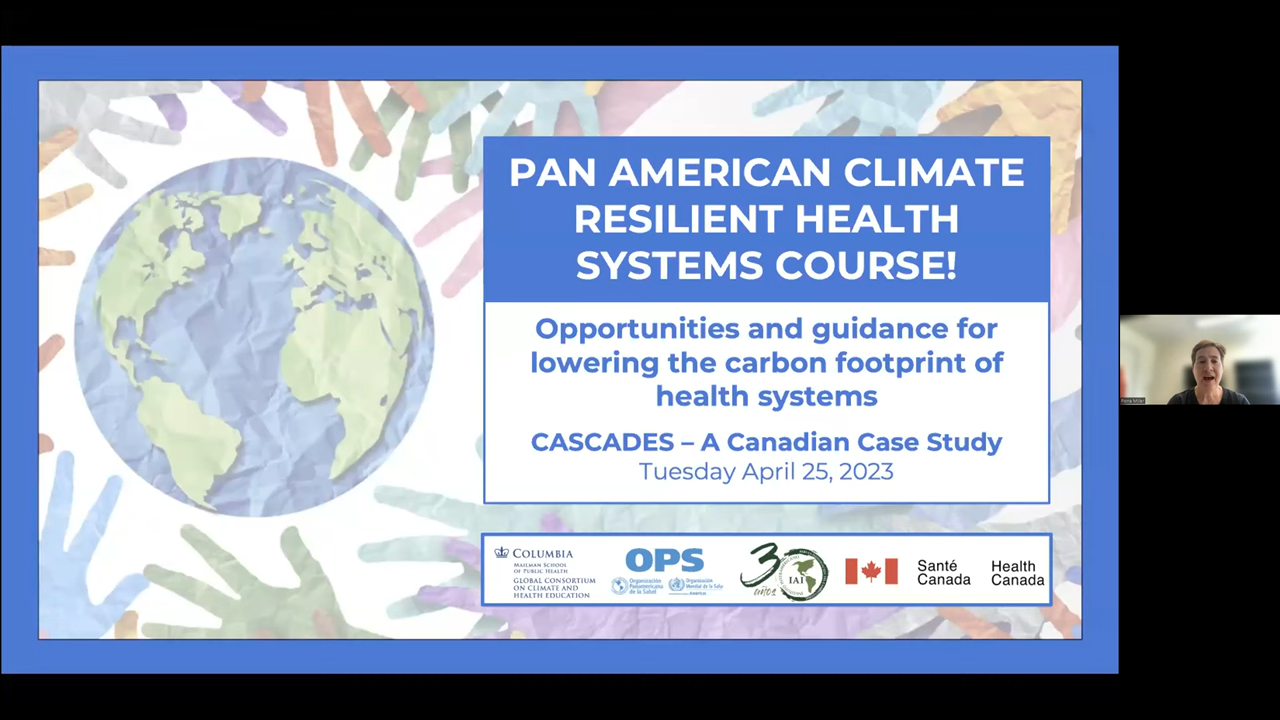 PAN AMERICAN CLIMATE
RESILIENT HEALTH
SYSTEMS COURSE!
Opportunities and guidance for
lowering the carbon footprint of
health systems
CASCADES – A Canadian Case Study
Tuesday April 25, 2023
COLUMBIA
MAILMAN SCHOOL
OF PUBLIC HEALTH
GLOBAL CONSORTIUM
ON CLIMATE AND
HEALTH EDUCATION
OPS
Organización
Panamericana
de la Salud
Organización
Mundial de la Salud
30
años
IAI
Santé
Canada
Health
Canada